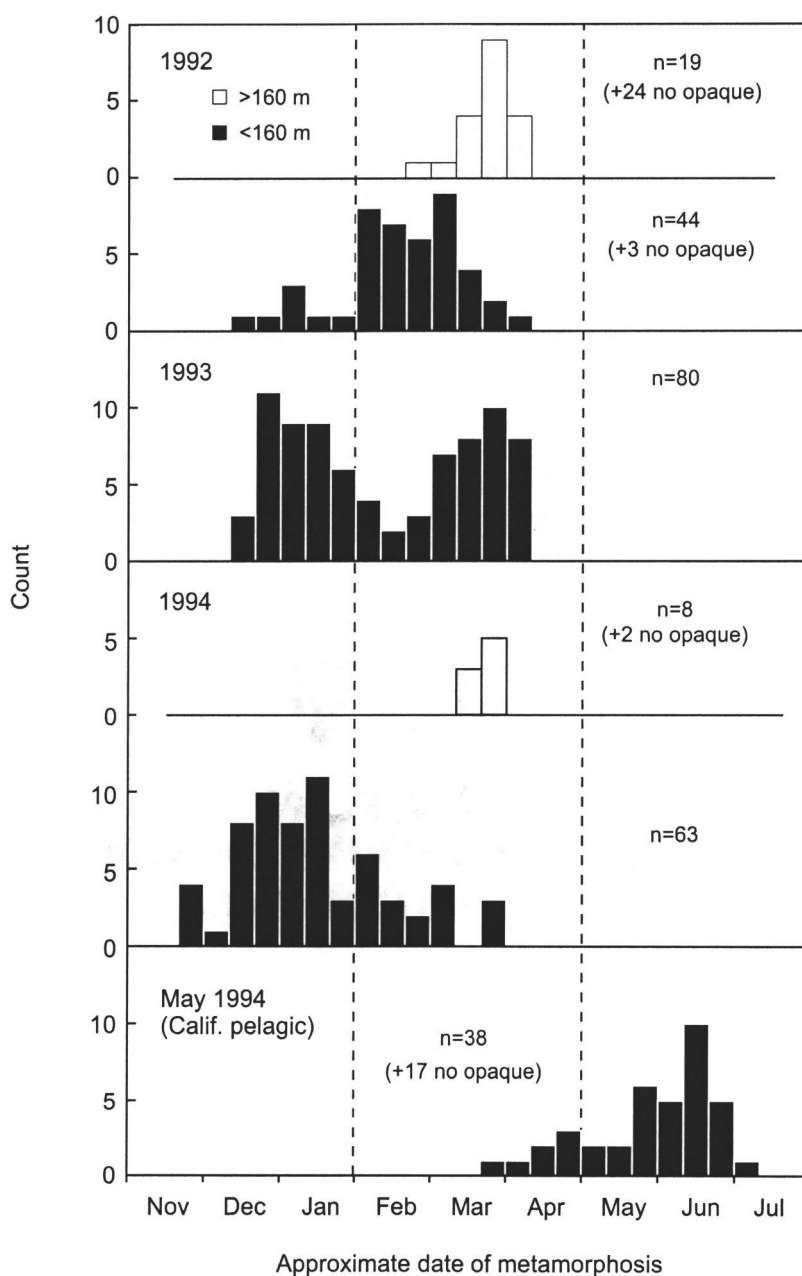 10
5
0
1992
>160 m
<160 m
n=19
(+24 no opaque)
5
0
n=44
(+3 no opaque)
1993
10
5
0
n=80
1994
5
0
n=8
(+2 no opaque)
10
5
0
n=63
May 1994
(Calif. pelagic)
10
5
0
n=38
(+17 no opaque)
Nov Dec Jan Feb Mar Apr May Jun Jul
Count
Approximate date of metamorphosis